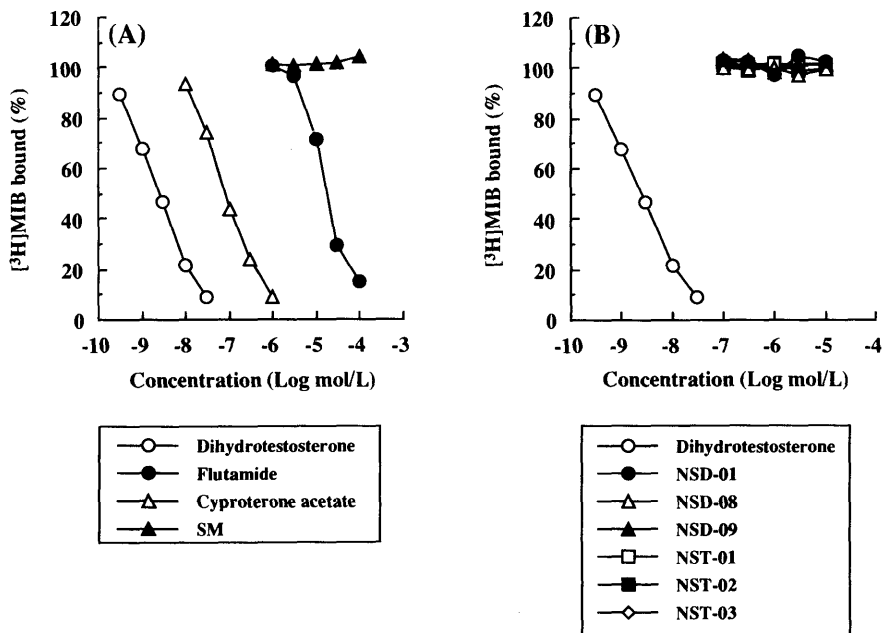 (A)
120
100
80
60
40
20
0
[³H]MIB bound (%)
-10 -9 -8 -7 -6 -5 -4 -3
Concentration (Log mol/L)
Dihydrotestosterone
Flutamide
Cyproterone acetate
SM
(B)
120
100
80
60
40
20
0
[³H]MIB bound (%)
-10 -9 -8 -7 -6 -5 -4
Concentration (Log mol/L)
Dihydrotestosterone
NSD-01
NSD-08
NSD-09
NST-01
NST-02
NST-03